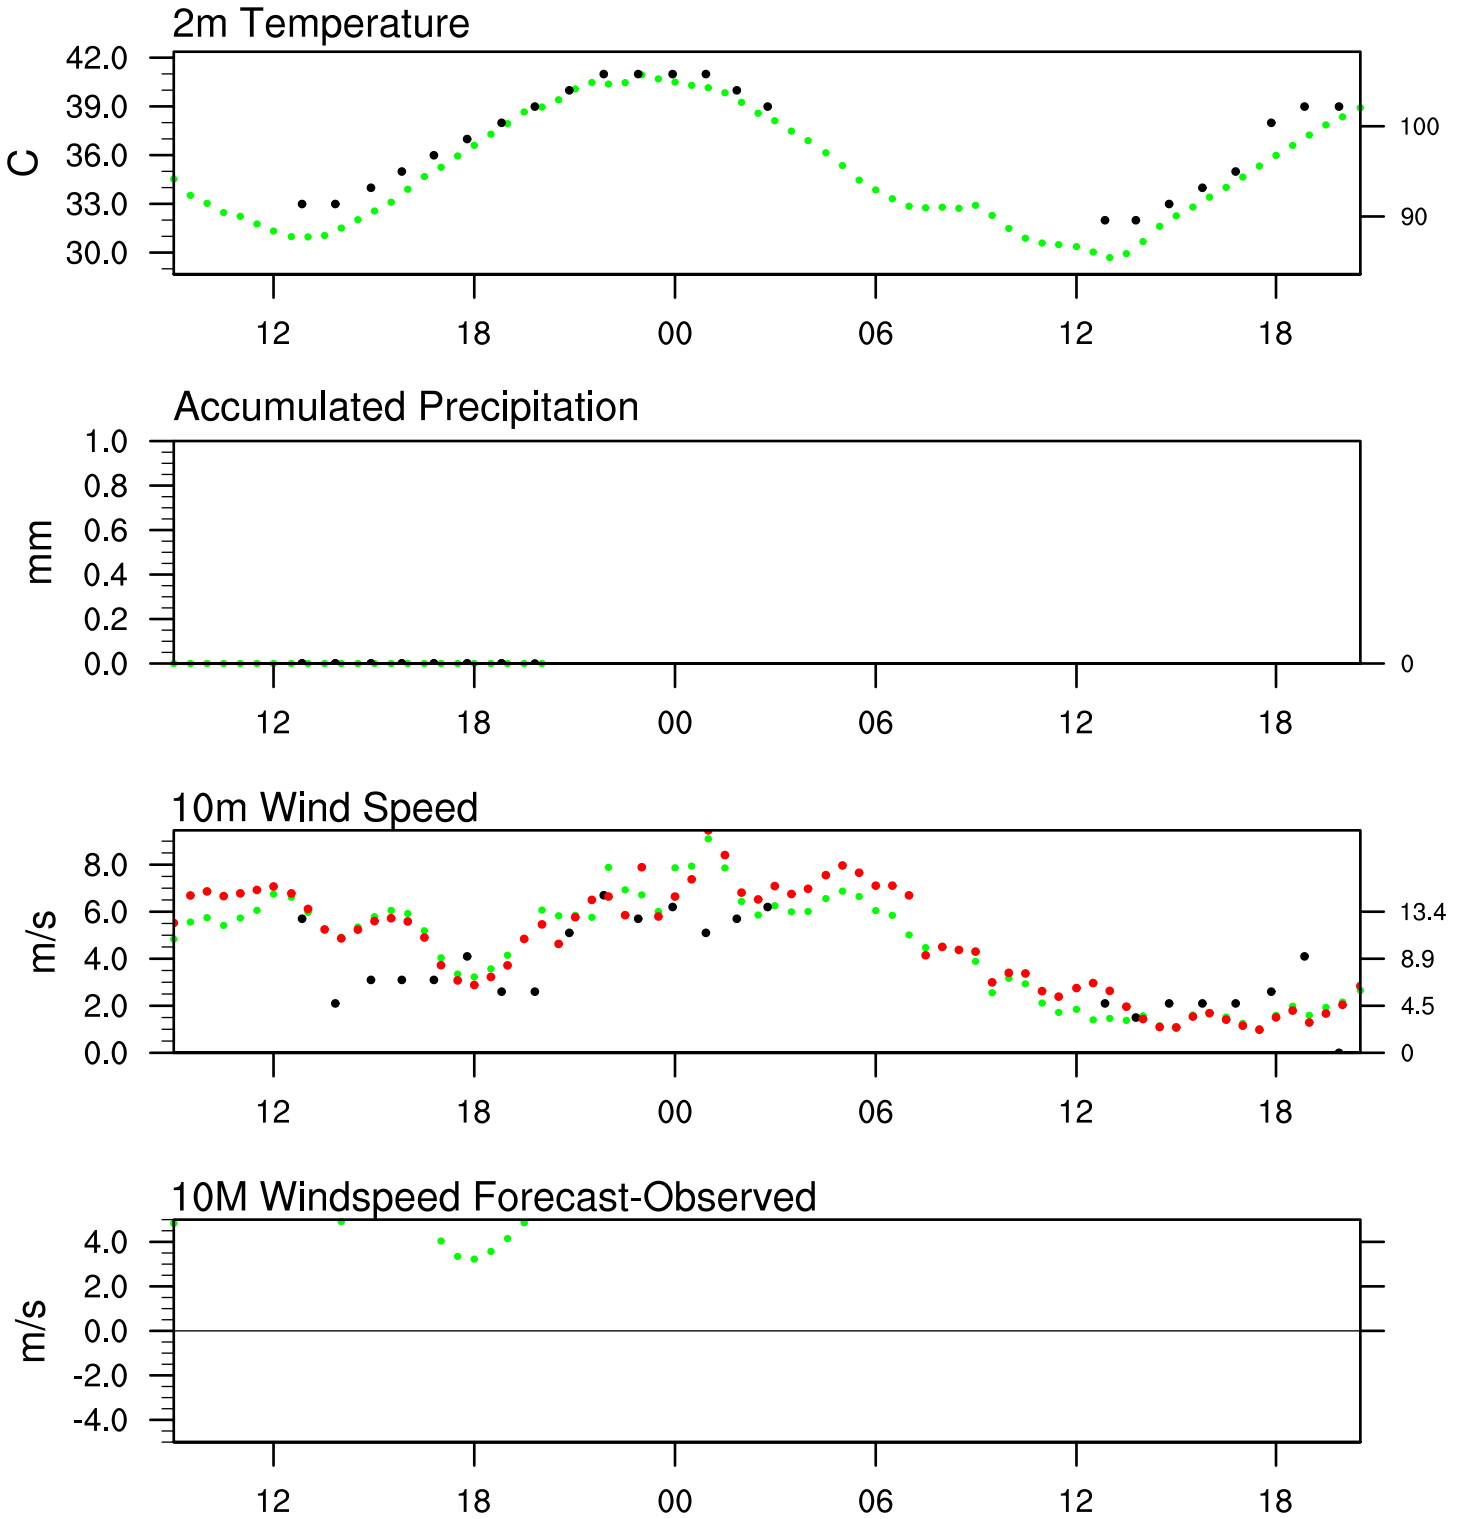 2m Temperature
42.0
39.0
36.0
33.0
30.0
C
100
90
12 18 00 06 12 18
Accumulated Precipitation
1.0
0.8
0.6
0.4
0.2
0.0
mm
0
12 18 00 06 12 18
10m Wind Speed
8.0
6.0
4.0
2.0
0.0
m/s
13.4
8.9
4.5
0
12 18 00 06 12 18
10M Windspeed Forecast-Observed
4.0
2.0
0.0
-2.0
-4.0
m/s
12 18 00 06 12 18